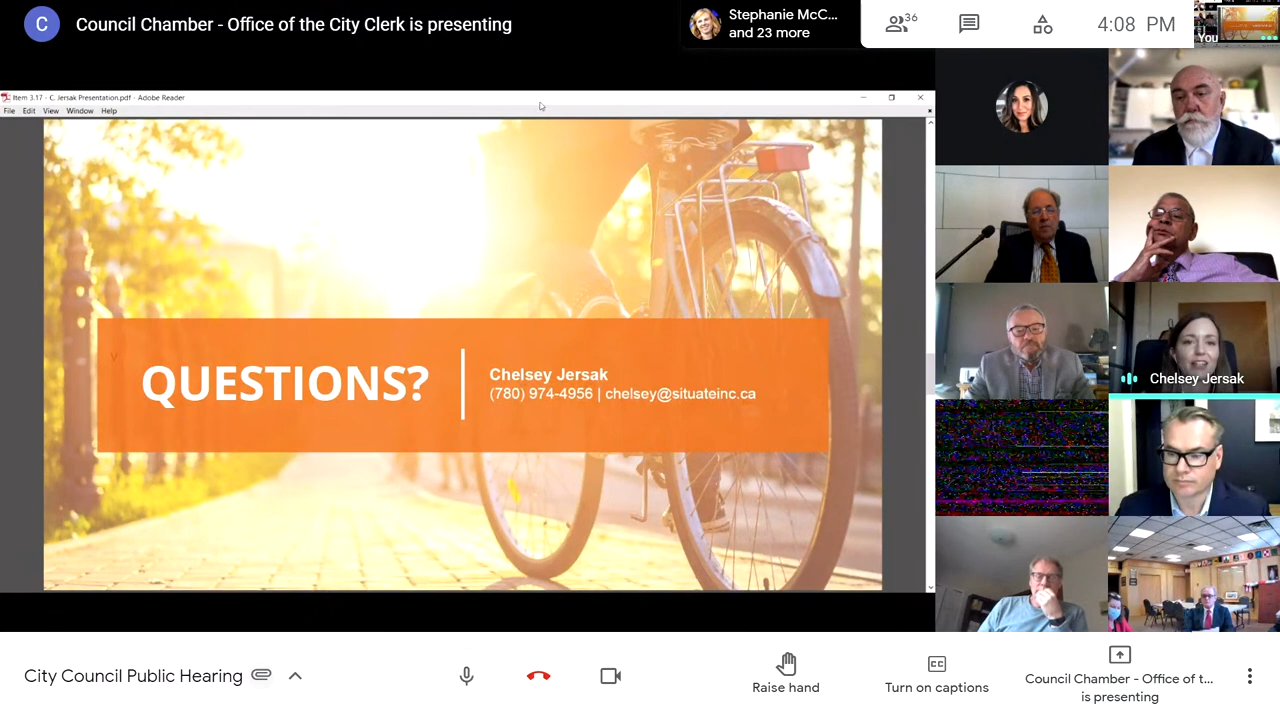 C
Council Chamber - Office of the City Clerk is presenting
Stephanie McC...
and 23 more
36
4:08 PM
You
Item 3.17 - C. Jersak Presentation.pdf - Adobe Reader
File Edit View Window Help
QUESTIONS?
Chelsey Jersak
(780) 974-4956 | chelsey@situateinc.ca
Chelsey Jersak
City Council Public Hearing
Raise hand
CC
Turn on captions
Council Chamber - Office of t...
is presenting